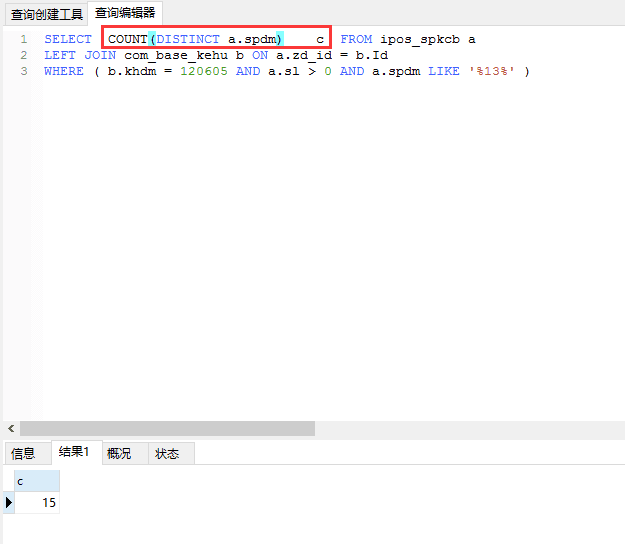 查询创建工具 查询编辑器
1 SELECT COUNT(DISTINCT a.spdm) c FROM ipos_spkcb a
2 LEFT JOIN com_base_kehu b ON a.zd_id = b.Id
3 WHERE ( b.khdm = 120605 AND a.sl > 0 AND a.spdm LIKE '%13%' )
信息 结果1 概况 状态
c
15